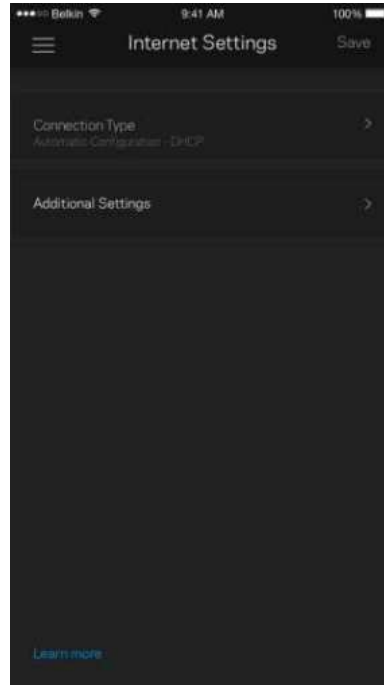 Belkin 9:41 AM 100%
Internet Settings Save
Connection Type
Automatic Configuration - DHCP
Additional Settings
Learn more